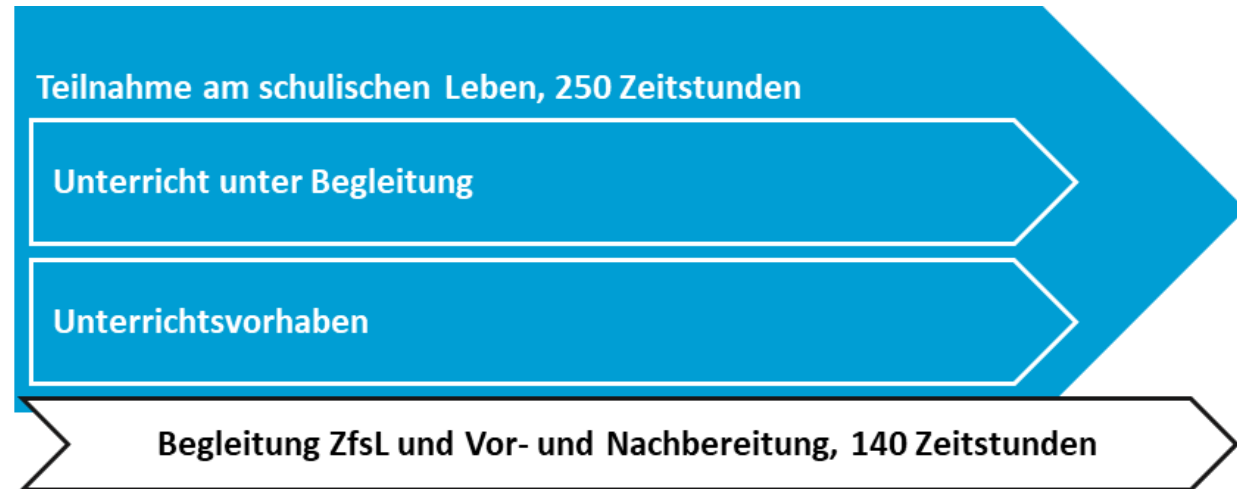 Teilnahme am schulischen Leben, 250 Zeitstunden
Unterricht unter Begleitung
Unterrichtsvorhaben
Begleitung ZfsL und Vor- und Nachbereitung, 140 Zeitstunden